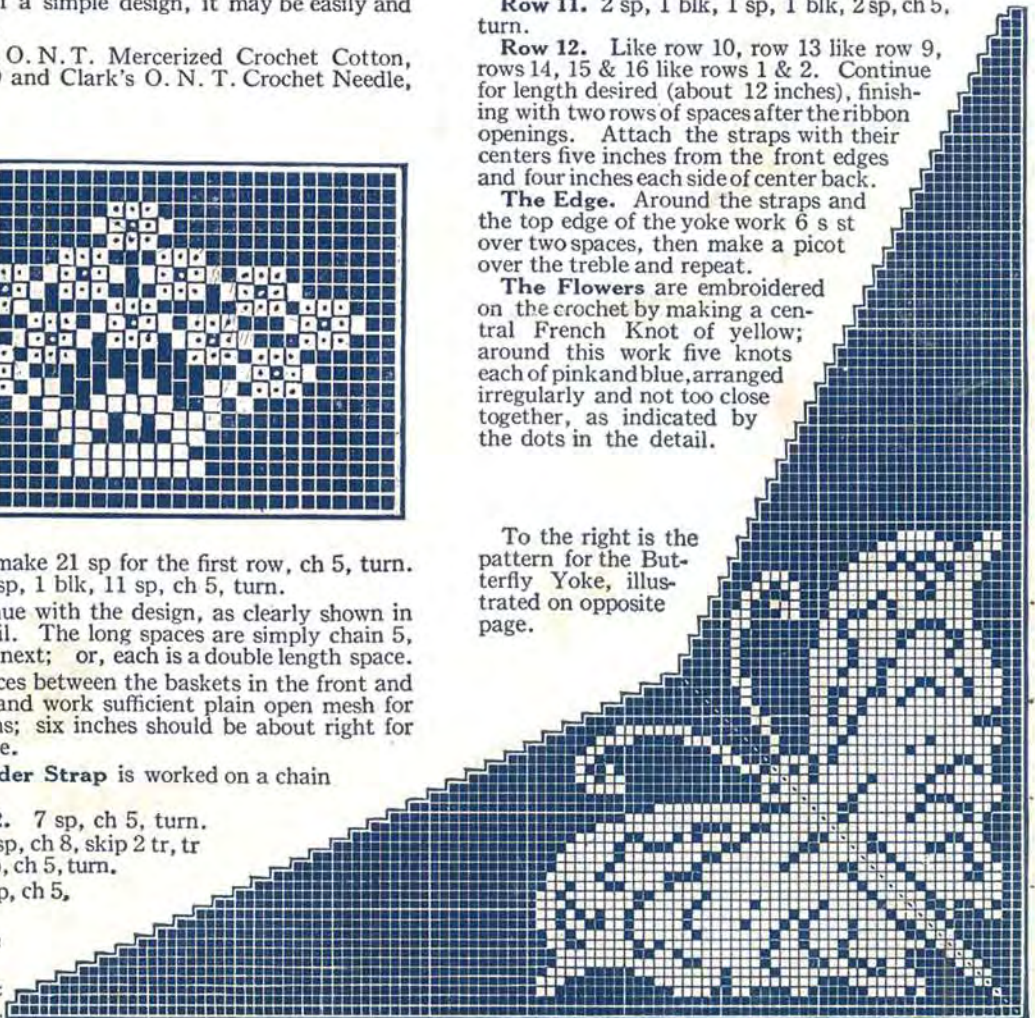 a simple design, it may be easily and
O. N. T. Mercerized Crochet Cotton,
and Clark's O. N. T. Crochet Needle,
make 21 sp for the first row, ch 5, turn.
sp, 1 blk, 11 sp, ch 5, turn.
with the design, as clearly shown in
The long spaces are simply chain 5,
next; or, each is a double length space.
between the baskets in the front and
and work sufficient plain open mesh for
six inches should be about right for
Strap is worked on a chain
7 sp, ch 5, turn.
sp, ch 8, skip 2 tr, tr
, ch 5, turn.
ch 5,
Row 11. 2 sp, 1 blk, 1 sp, 1 blk, 2 sp, ch 5,
turn.
Row 12. Like row 10, row 13 like row 9,
rows 14, 15 & 16 like rows 1 & 2. Continue
for length desired (about 12 inches), finish-
ing with two rows of spaces after the ribbon
openings. Attach the straps with their
centers five inches from the front edges
and four inches each side of center back.
The Edge. Around the straps and
the top edge of the yoke work 6 s st
over two spaces, then make a picot
over the treble and repeat.
The Flowers are embroidered
on the crochet by making a cen-
tral French Knot of yellow;
around this work five knots
each of pink and blue, arranged
irregularly and not too close
together, as indicated by
the dots in the detail.
To the right is the
pattern for the But-
terfly Yoke, illus-
trated on opposite
page.